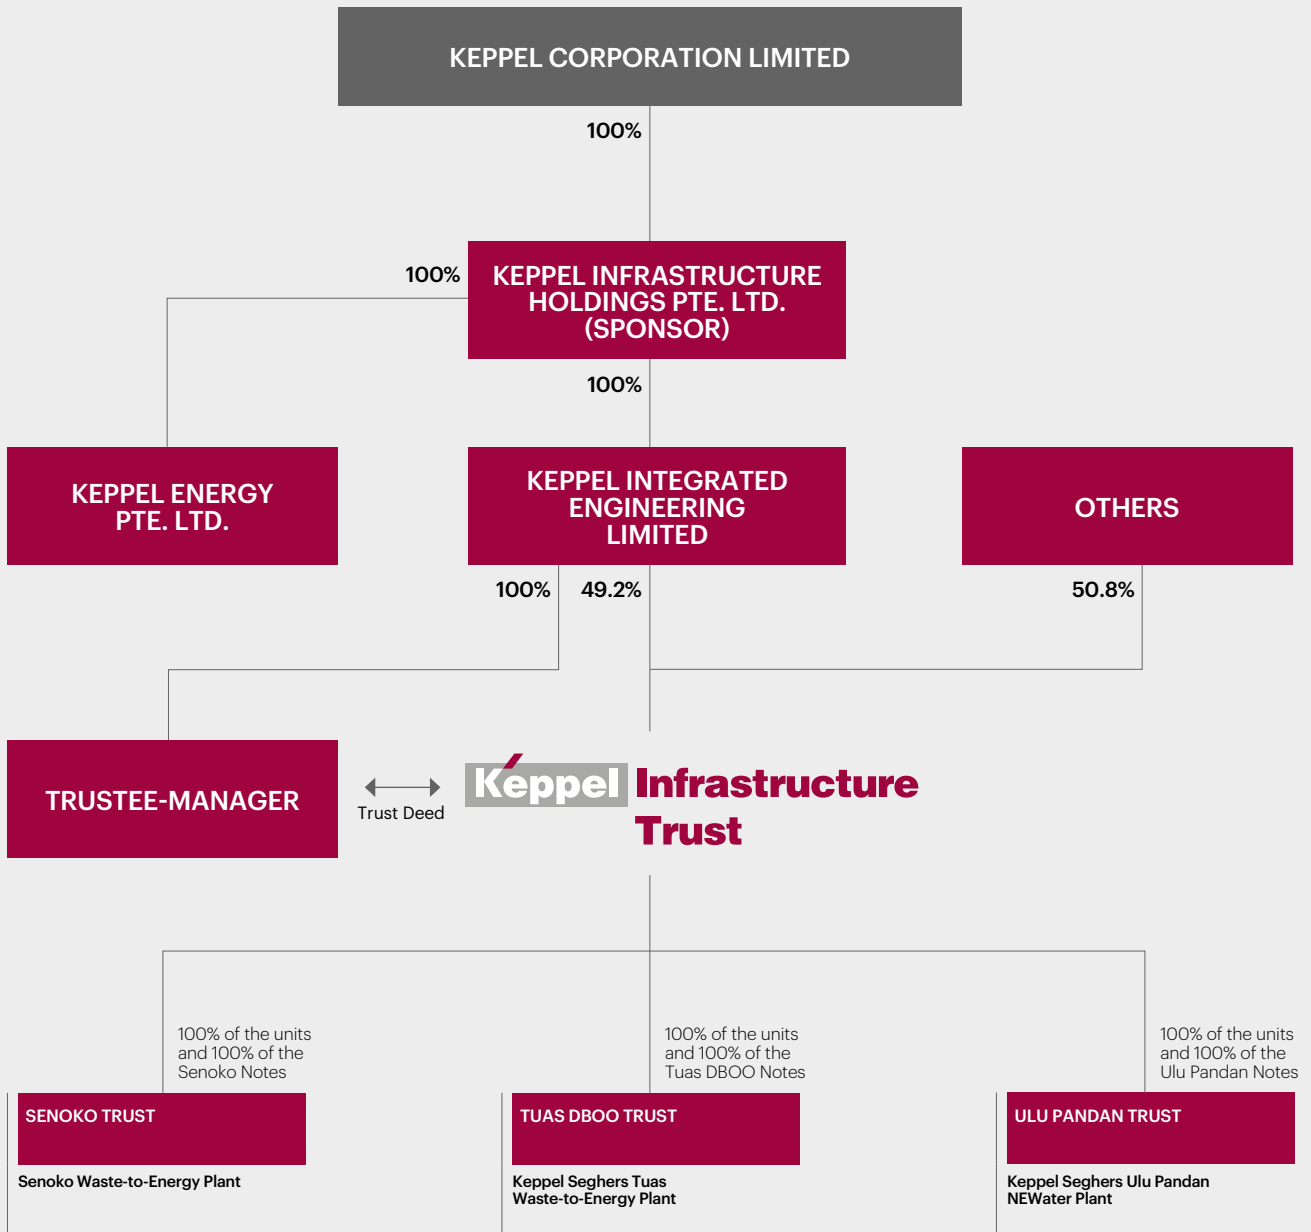 KEPPEL CORPORATION LIMITED
100%
100%
KEPPEL INFRASTRUCTURE
HOLDINGS PTE. LTD.
(SPONSOR)
100%
KEPPEL ENERGY
PTE. LTD.
KEPPEL INTEGRATED
ENGINEERING
LIMITED
OTHERS
100%
49.2%
50.8%
TRUSTEE-MANAGER
Trust Deed
Keppel Infrastructure
Trust
100% of the units
and 100% of the
Senoko Notes
100% of the units
and 100% of the
Tuas DBOO Notes
100% of the units
and 100% of the
Ulu Pandan Notes
SENOKO TRUST
Senoko Waste-to-Energy Plant
TUAS DBOO TRUST
Keppel Seghers Tuas
Waste-to-Energy Plant
ULU PANDAN TRUST
Keppel Seghers Ulu Pandan
NEWater Plant